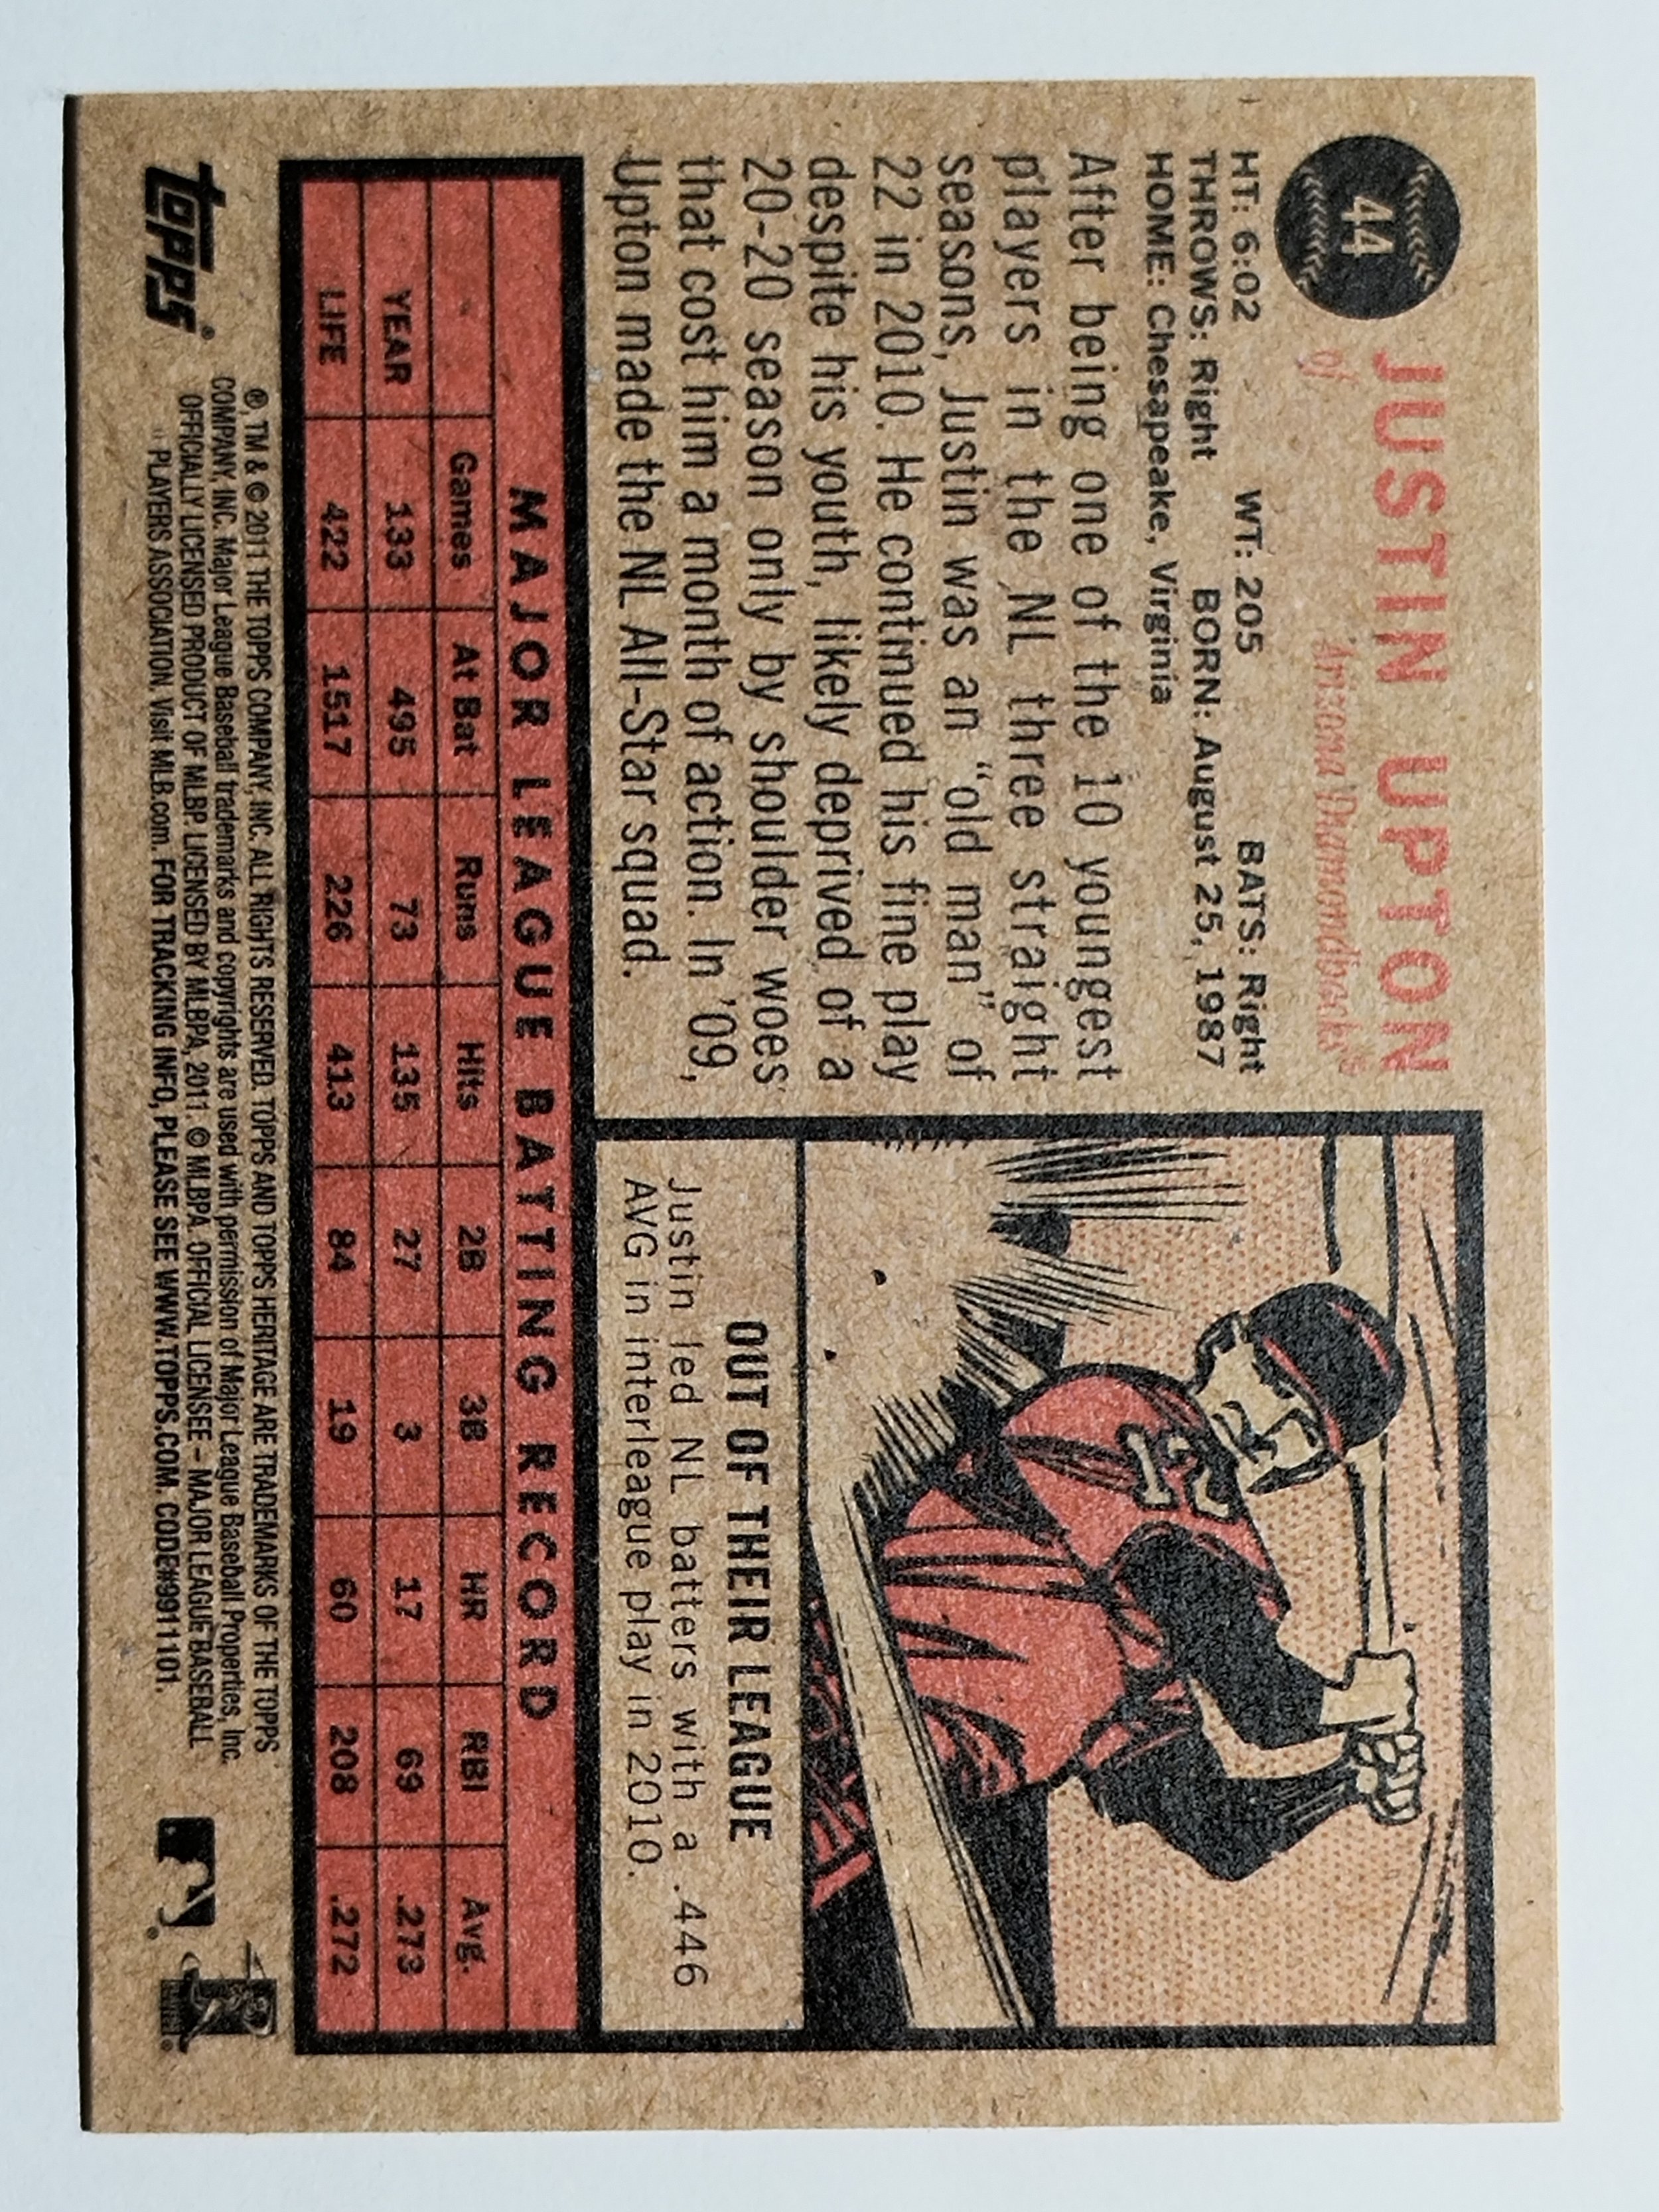 44
JUSTIN UPTON
of Arizona Diamondbacks®
HT: 6:02 WT: 205 BATS: Right
THROWS: Right BORN: August 25, 1987
HOME: Chesapeake, Virginia
After being one of the 10 youngest
players in the NL three straight
seasons, Justin was an “old man” of
22 in 2010. He continued his fine play
despite his youth, likely deprived of a
20-20 season only by shoulder woes
that cost him a month of action. In ’09,
Upton made the NL All-Star squad.
12
OUT OF THEIR LEAGUE
Justin led NL batters with a .446
AVG in interleague play in 2010.
MAJOR LEAGUE BATTING RECORD
Games At Bat Runs Hits 2B 3B HR RBI Avg.
YEAR 133 495 73 135 27 3 17 69 .273
LIFE 422 1517 226 413 84 19 60 208 .272
topps®
®, TM & © 2011 THE TOPPS COMPANY, INC. ALL RIGHTS RESERVED. TOPPS AND TOPPS HERITAGE ARE TRADEMARKS OF THE TOPPS
COMPANY, INC. Major League Baseball trademarks and copyrights are used with permission of Major League Baseball Properties, Inc.
OFFICIALLY LICENSED PRODUCT OF MLBP. LICENSED BY MLBPA, 2011 © MLBPA. OFFICIAL LICENSEE – MAJOR LEAGUE BASEBALL
PLAYERS ASSOCIATION. Visit MLB.com. FOR TRACKING INFO, PLEASE SEE WWW.TOPPS.COM. CODE#9911101.